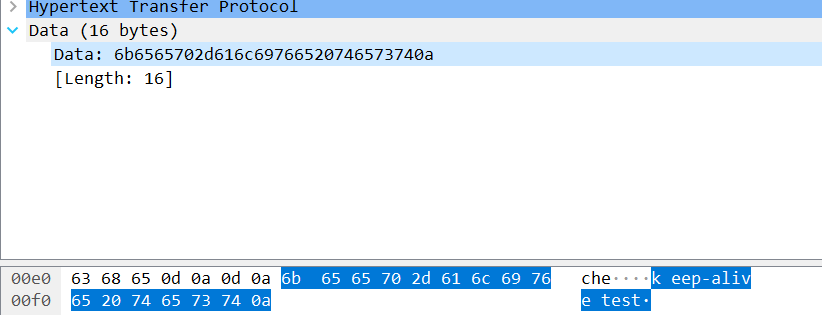 Hypertext Transfer Protocol
Data (16 bytes)
Data: 6b6565702d616c69766520746573740a
[Length: 16]
00e0 63 68 65 0d 0a 0d 0a 6b 65 65 70 2d 61 6c 69 76 che····k eep-aliv
00f0 65 20 74 65 73 74 0a e test·